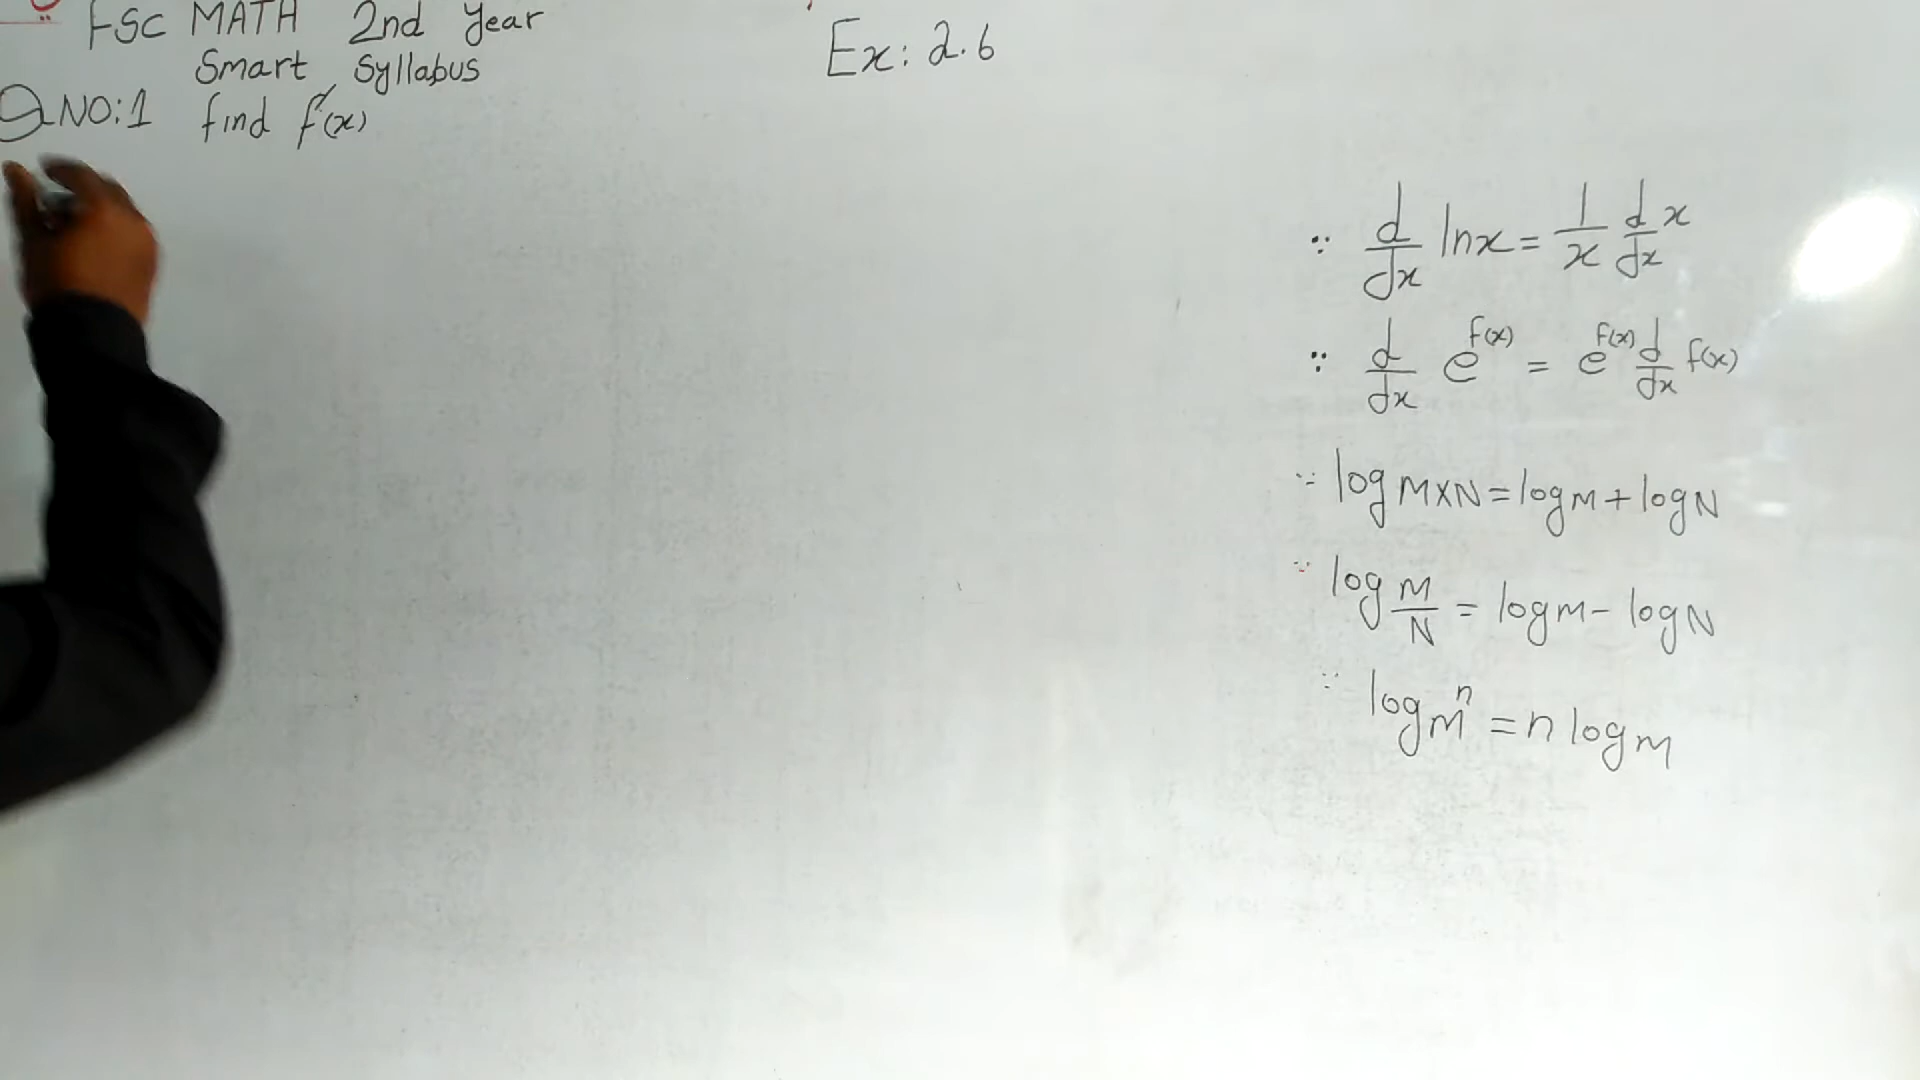 FSC MATH 2nd Year
Smart Syllabus
Ex: 2.6
QNO:1 find f'(x)
∵ d/dx lnx = 1/x d/dx x
∵ d/dx e^f(x) = e^f(x) d/dx f(x)
∵ log M×N = log M + log N
∵ log M/N = log M - log N
∵ log M^n = n log M